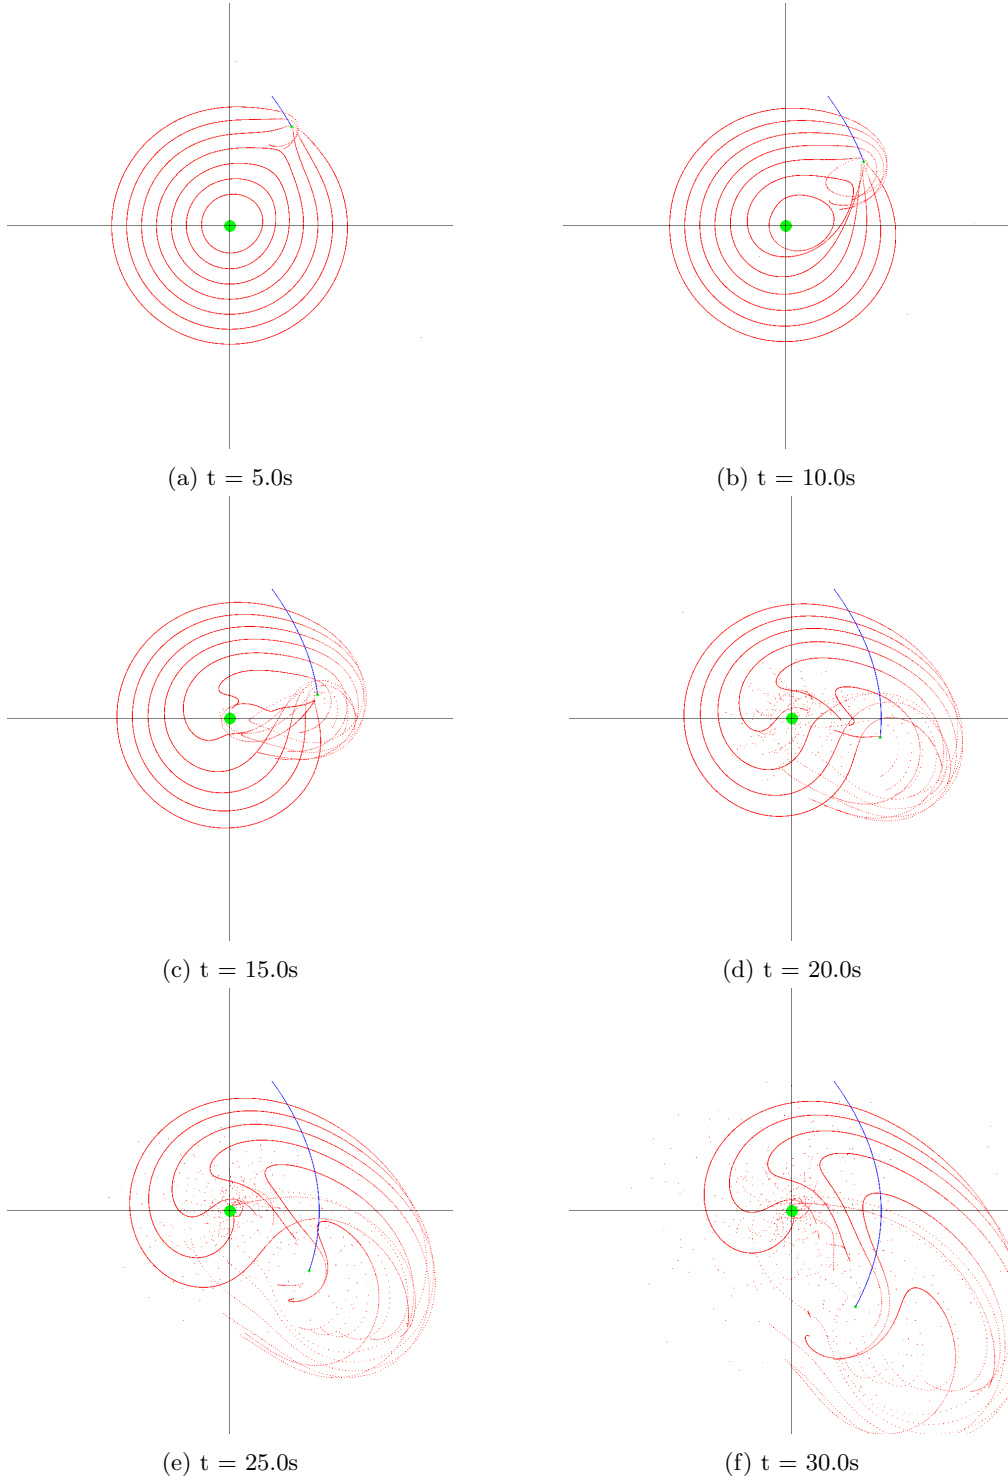 (a) t = 5.0s
(b) t = 10.0s
(c) t = 15.0s
(d) t = 20.0s
(e) t = 25.0s
(f) t = 30.0s